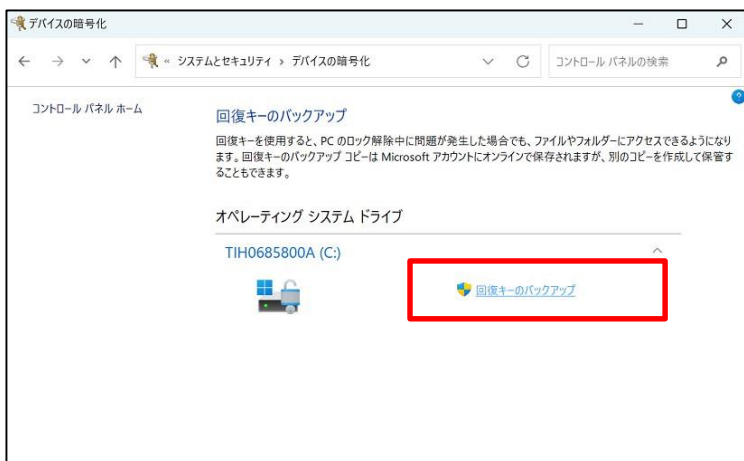 デバイスの暗号化
« システムとセキュリティ › デバイスの暗号化
コントロール パネルの検索
コントロール パネル ホーム
回復キーのバックアップ
回復キーを使用すると、PC のロック解除中に問題が発生した場合でも、ファイルやフォルダーにアクセスできるようになり
ます。回復キーのバックアップ コピーは Microsoft アカウントにオンラインで保存されますが、別のコピーを作成して保管す
ることもできます。
オペレーティング システム ドライブ
TIH0685800A (C:)
回復キーのバックアップ